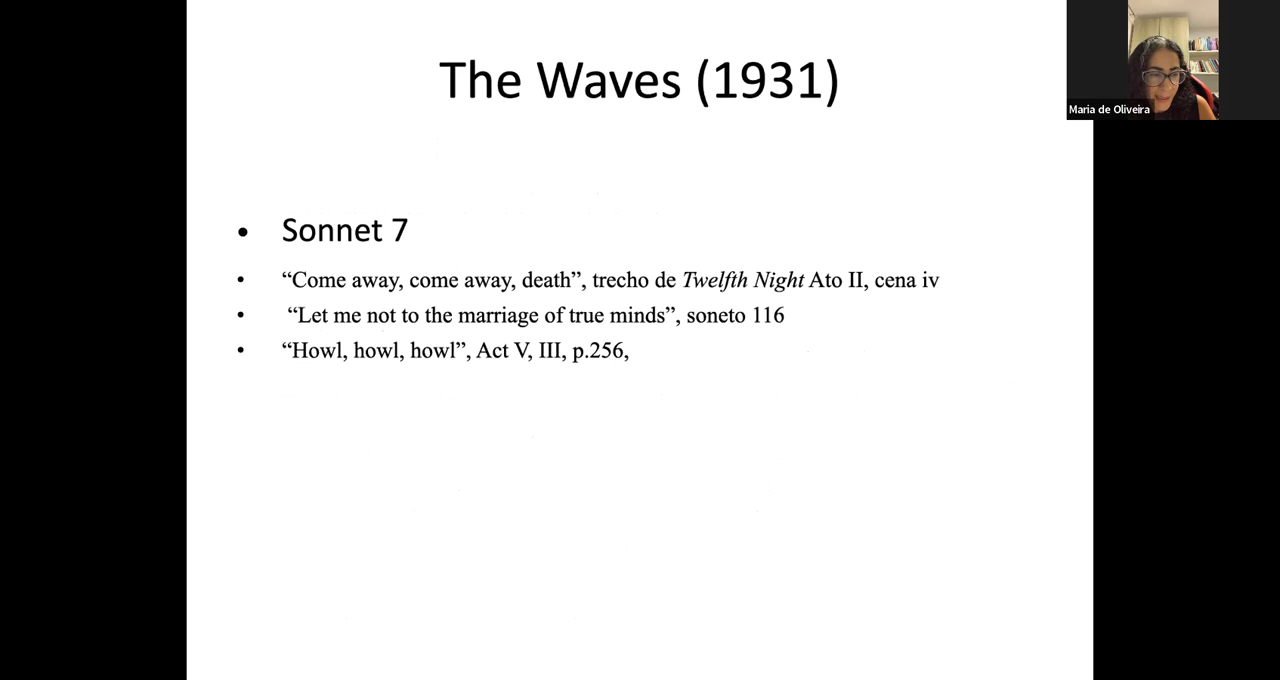 The Waves (1931)
Maria de Oliveira
• Sonnet 7
• “Come away, come away, death”, trecho de Twelfth Night Ato II, cena iv
• “Let me not to the marriage of true minds”, soneto 116
• “Howl, howl, howl”, Act V, III, p.256,